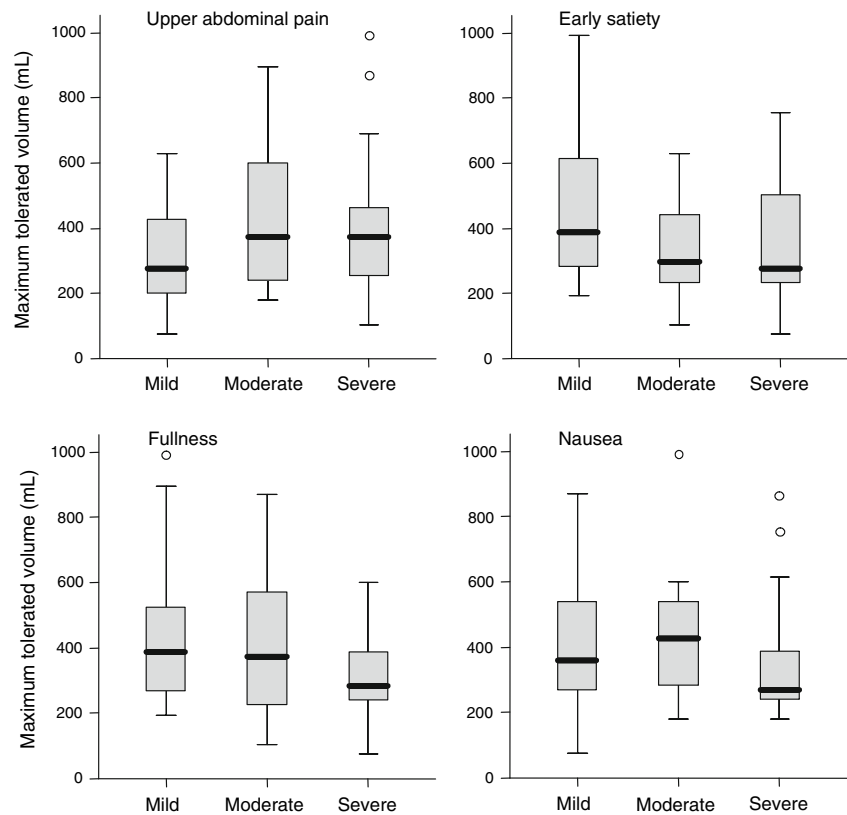 Upper abdominal pain
Maximum tolerated volume (mL)
1000
800
600
400
200
0
Mild Moderate Severe
Early satiety
1000
800
600
400
200
0
Mild Moderate Severe
Fullness
Maximum tolerated volume (mL)
1000
800
600
400
200
0
Mild Moderate Severe
Nausea
1000
800
600
400
200
0
Mild Moderate Severe